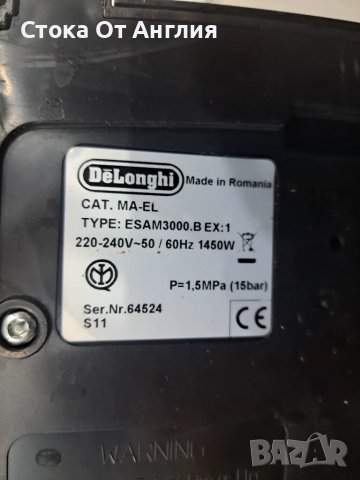 Стока От Англия
DeLonghi
Made in Romania
CAT. MA-EL
TYPE: ESAM3000.B EX:1
220-240V~50 / 60Hz 1450W
P=1,5MPa (15bar)
Ser.Nr.64524
S11
CE
WARNING
BAZAR